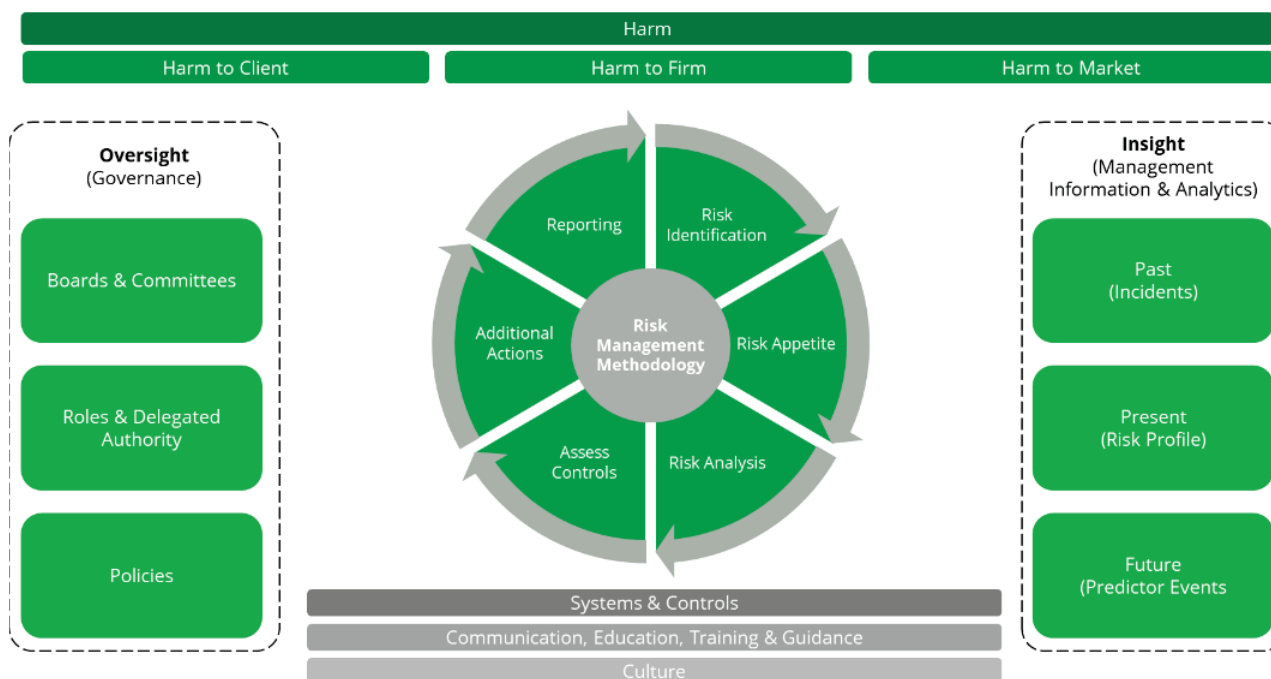 Harm
Harm to Client
Harm to Firm
Harm to Market
Oversight
(Governance)
Boards & Committees
Roles & Delegated
Authority
Policies
Reporting
Risk
Identification
Additional
Actions
Risk
Management
Methodology
Risk Appetite
Assess
Controls
Risk Analysis
Systems & Controls
Communication, Education, Training & Guidance
Culture
Insight
(Management
Information & Analytics)
Past
(Incidents)
Present
(Risk Profile)
Future
(Predictor Events